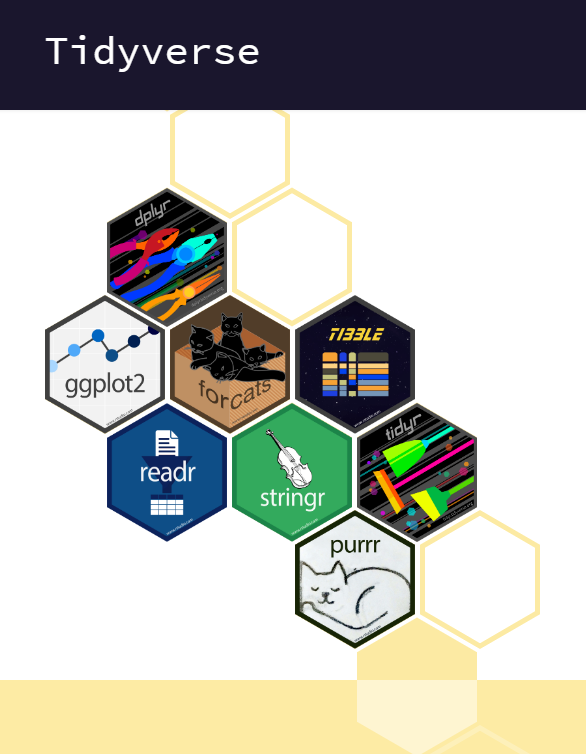 Tidyverse
dplyr
ggplot2
forcats
TIBBLE
readr
stringr
tidyr
purrr